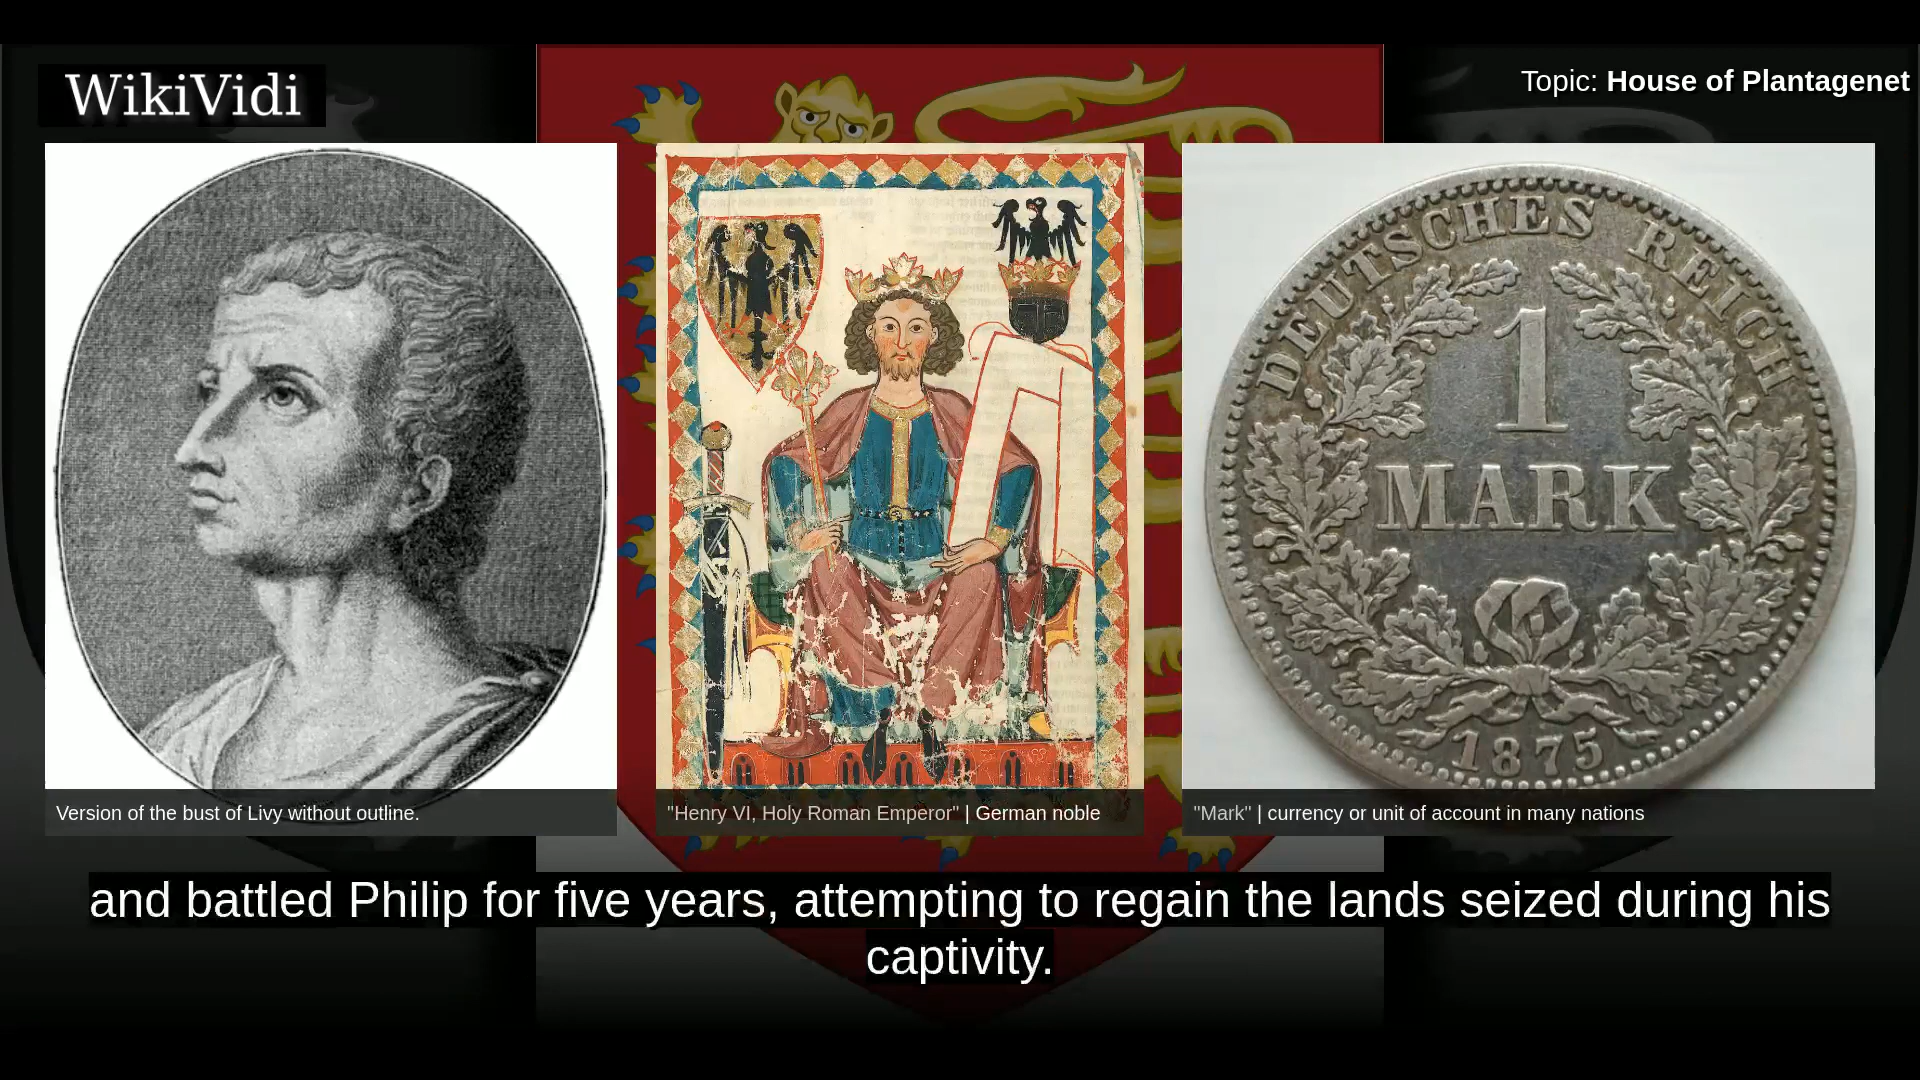 WikiVidi
Topic: House of Plantagenet
DEUTSCHES REICH
1
MARK
1875
Version of the bust of Livy without outline.
"Henry VI, Holy Roman Emperor" | German noble
"Mark" | currency or unit of account in many nations
and battled Philip for five years, attempting to regain the lands seized during his
captivity.